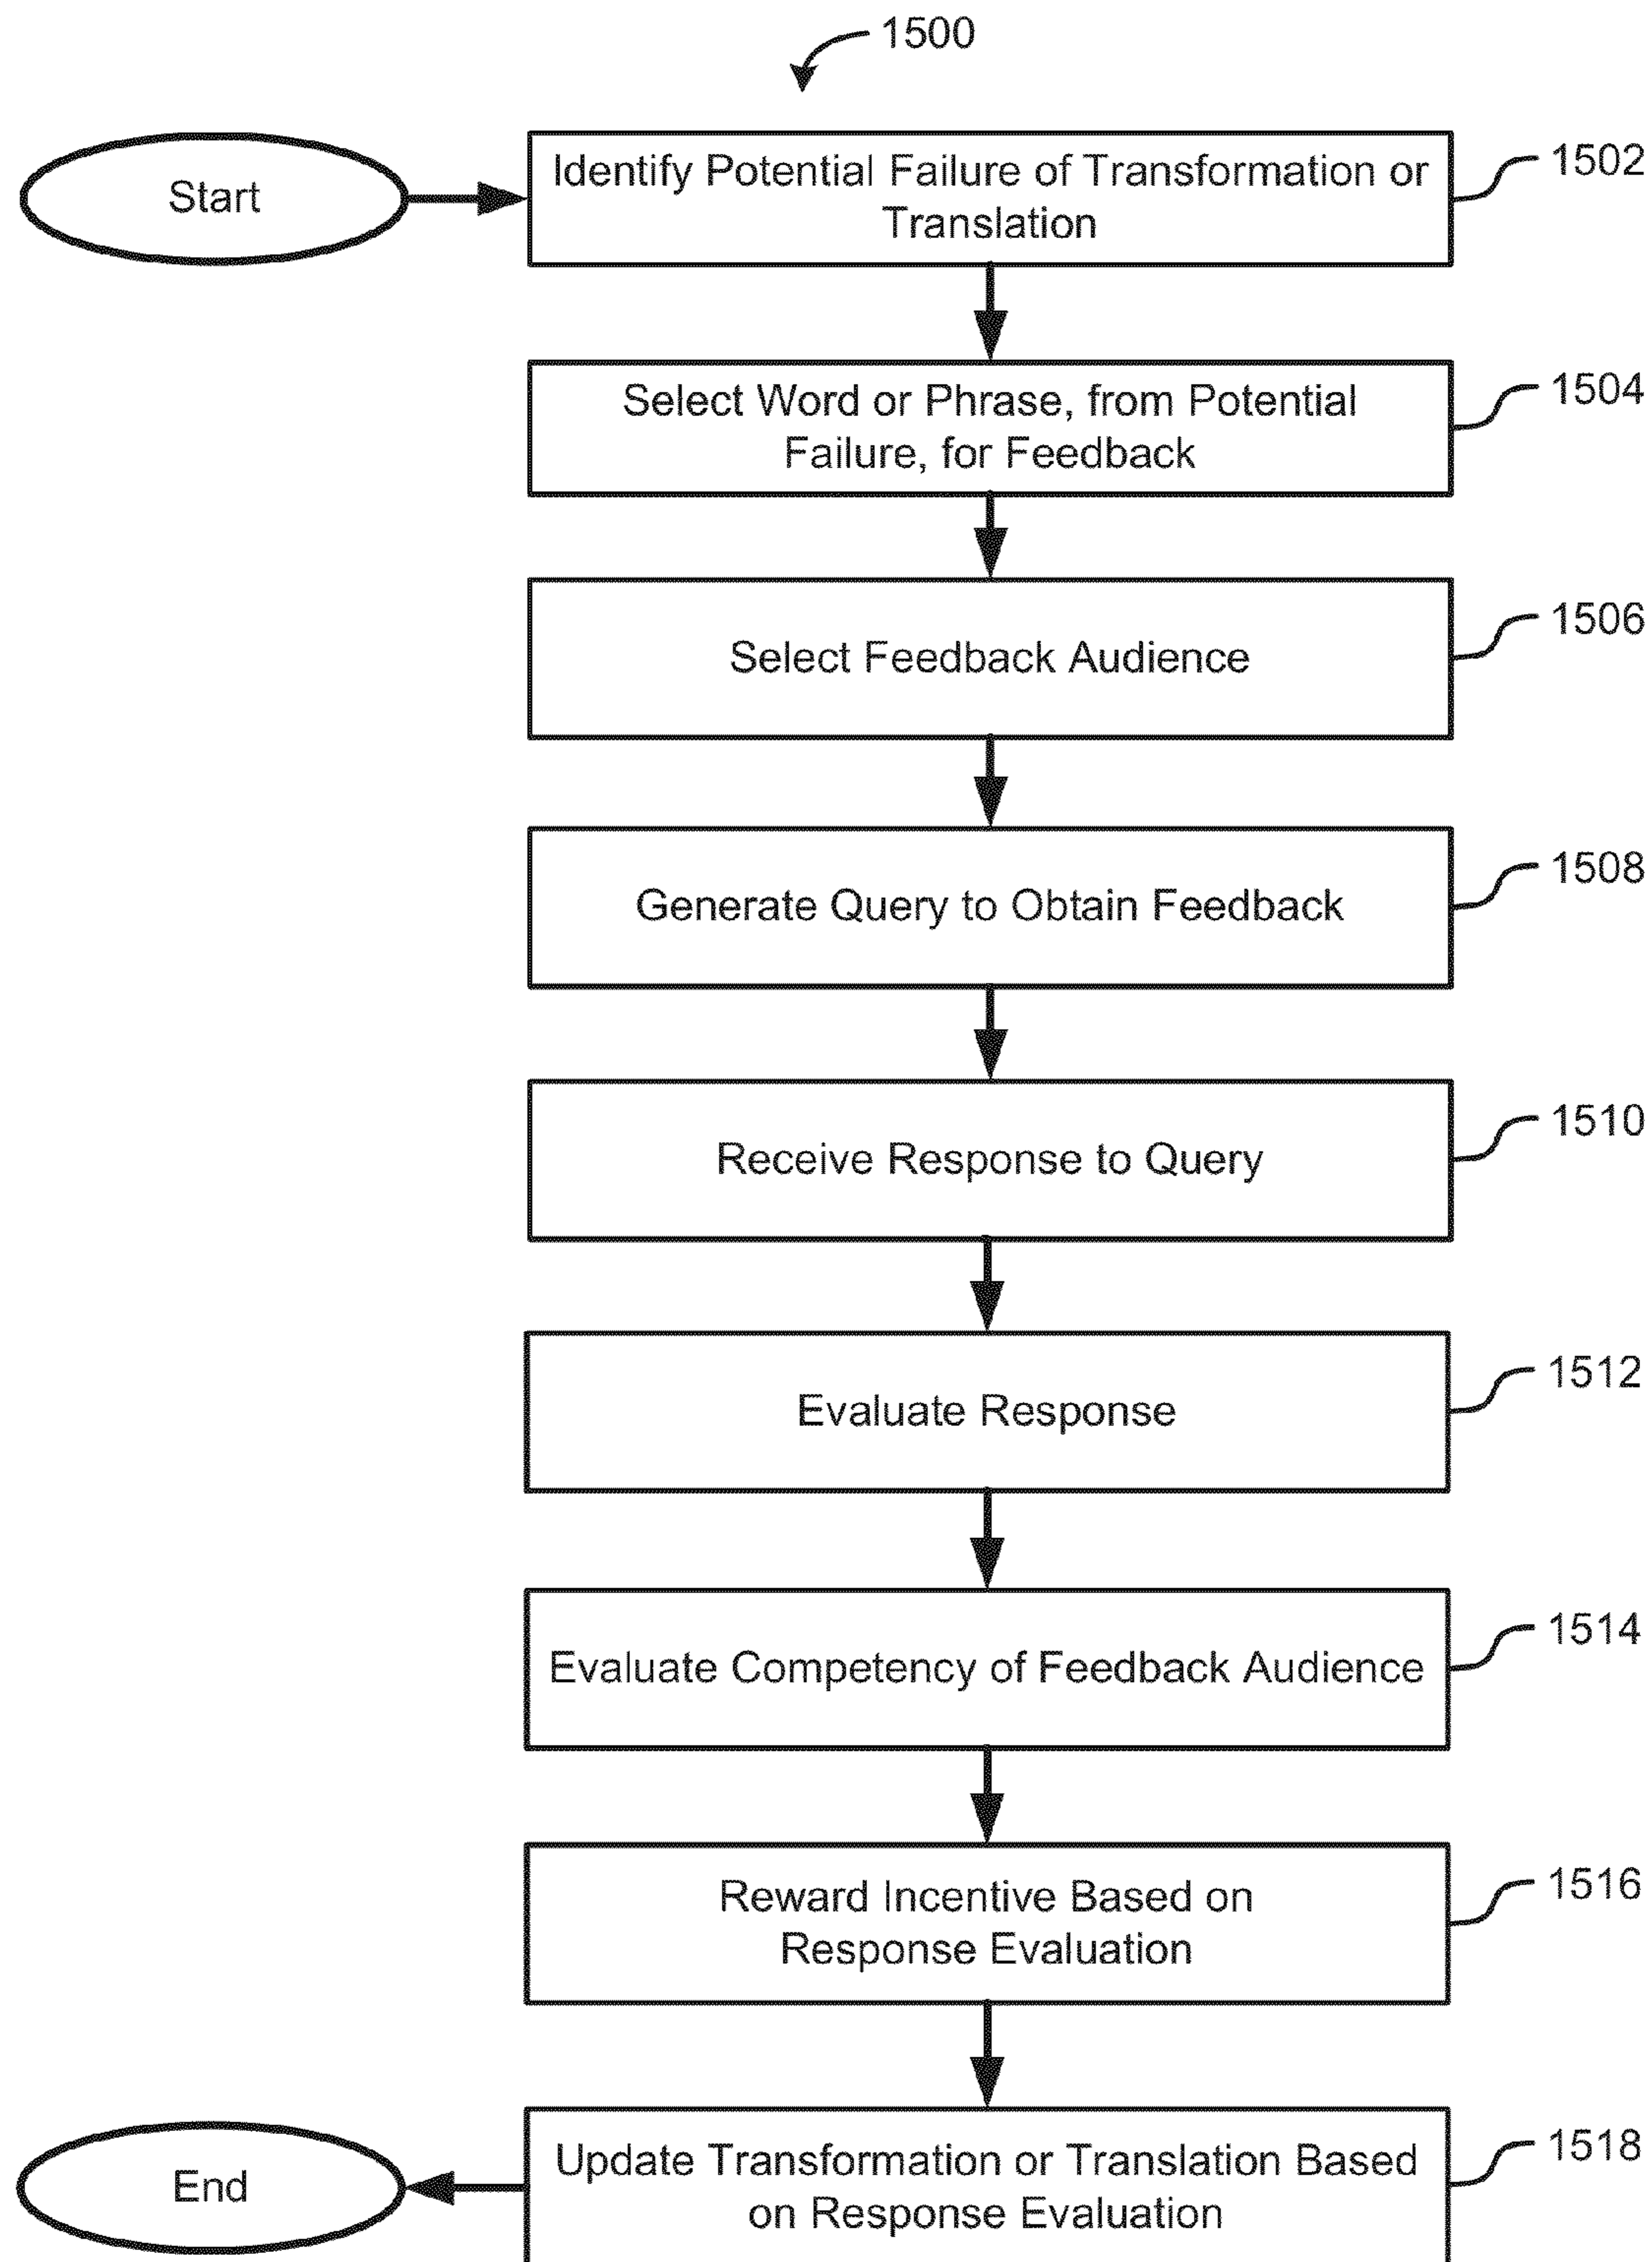 1500
Start
Identify Potential Failure of Transformation or
Translation
1502
Select Word or Phrase, from Potential
Failure, for Feedback
1504
Select Feedback Audience
1506
Generate Query to Obtain Feedback
1508
Receive Response to Query
1510
Evaluate Response
1512
Evaluate Competency of Feedback Audience
1514
Reward Incentive Based on
Response Evaluation
1516
Update Transformation or Translation Based
on Response Evaluation
1518
End